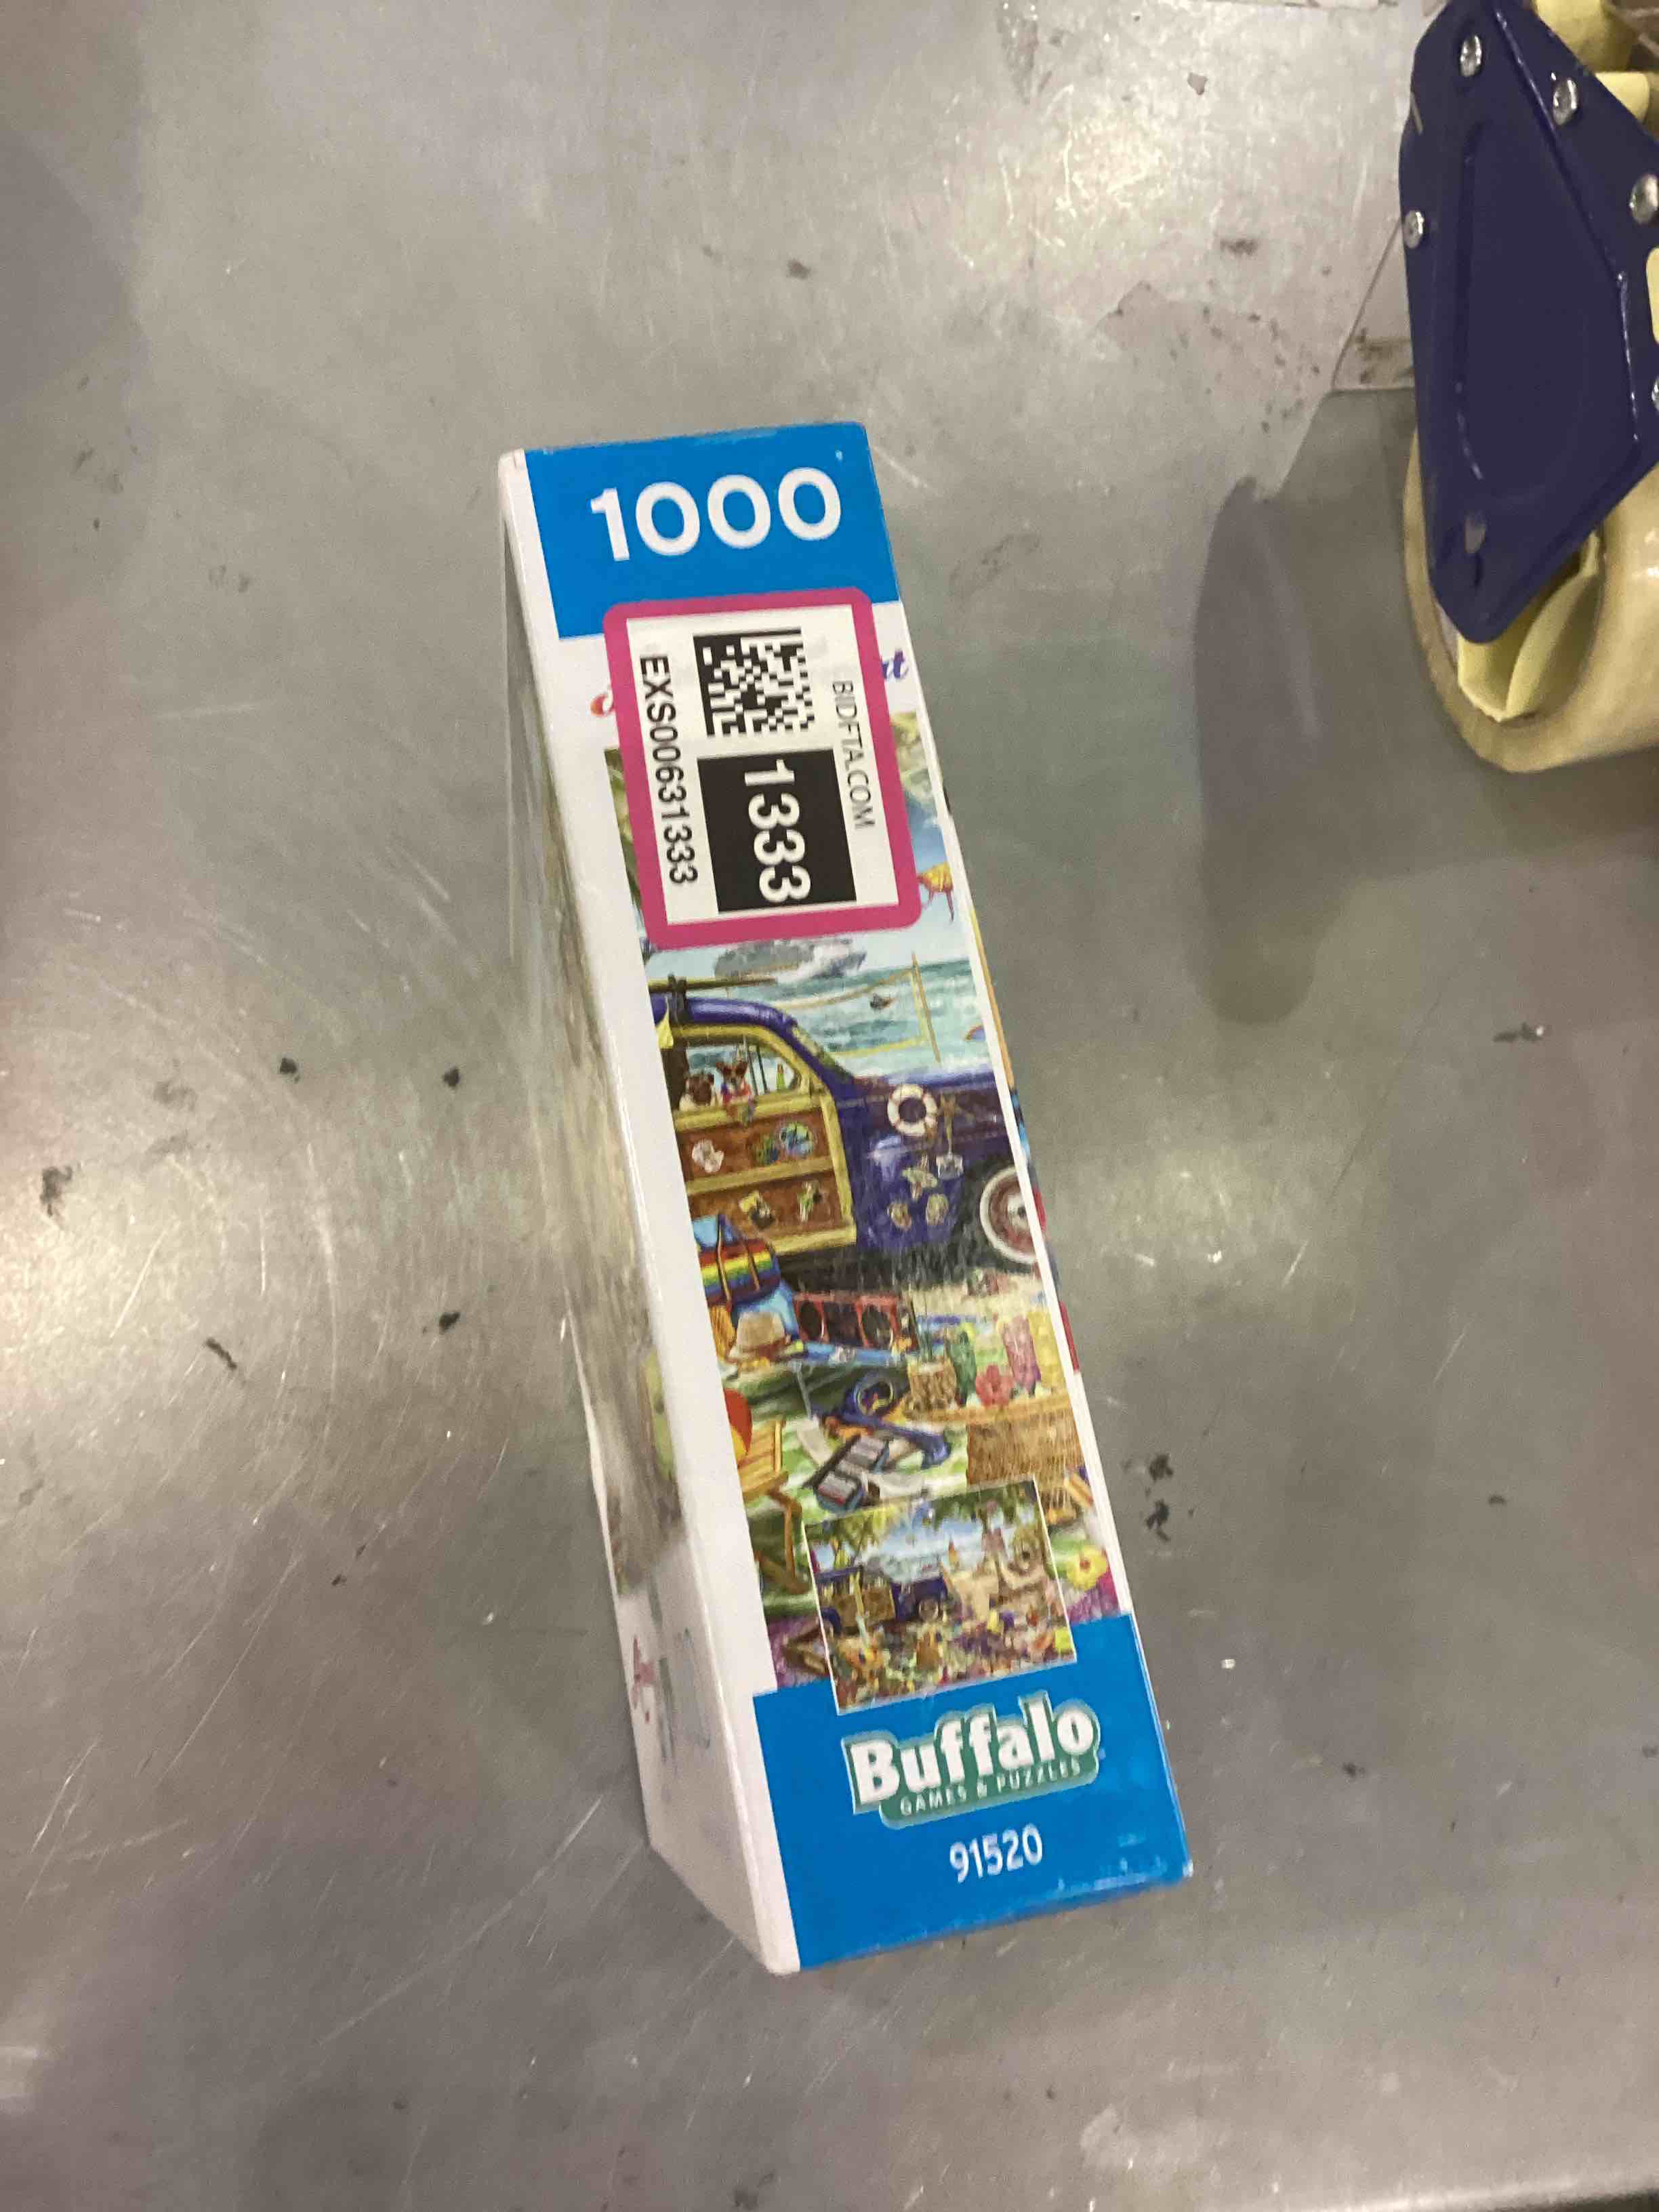 1000
BIDFTA.COM
1333
EXS00631333
Buffalo
GAMES & PUZZLES
91520